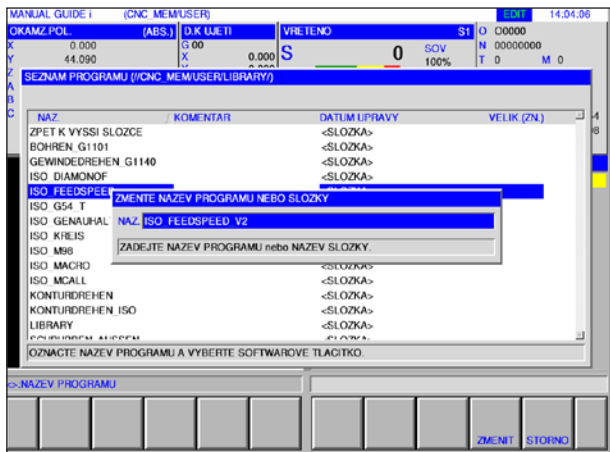 MANUAL GUIDE i (CNC_MEM/USER) EDIT 14:04:06
OKAMZ.POL. (ABS.) D.K UJETI VRETENO S1 O O0000
X 0.000 G 00 S 0 SOV N 00000000
Y 44.090 X 0.000 100% T 0 M 0
Z
SEZNAM PROGRAMU (//CNC_MEM/USER/LIBRARY/)
A
B
C
NAZ. / KOMENTAR DATUM UPRAVY VELIK.(ZN.)
ZPET K VYSSI SLOZCE <SLOZKA>
BOHREN_G1101 <SLOZKA>
GEWINDEDREHEN_G1140 <SLOZKA>
ISO_DIAMONOF <SLOZKA>
ISO_FEEDSPEED
ZMENTE NAZEV PROGRAMU NEBO SLOZKY
ISO_G54_T
ISO_GENAUHAL NAZ. ISO_FEEDSPEED_V2
ISO_KREIS
ISO_M98 ZADEJTE NAZEV PROGRAMU nebo NAZEV SLOZKY.
ISO_MACRO <SLOZKA>
ISO_MCALL <SLOZKA>
KONTURDREHEN <SLOZKA>
KONTURDREHEN_ISO <SLOZKA>
LIBRARY <SLOZKA>
OZNACTE NAZEV PROGRAMU A VYBERTE SOFTWAROVE TLACITKO.
<>.NAZEV PROGRAMU
ZMENIT STORNO